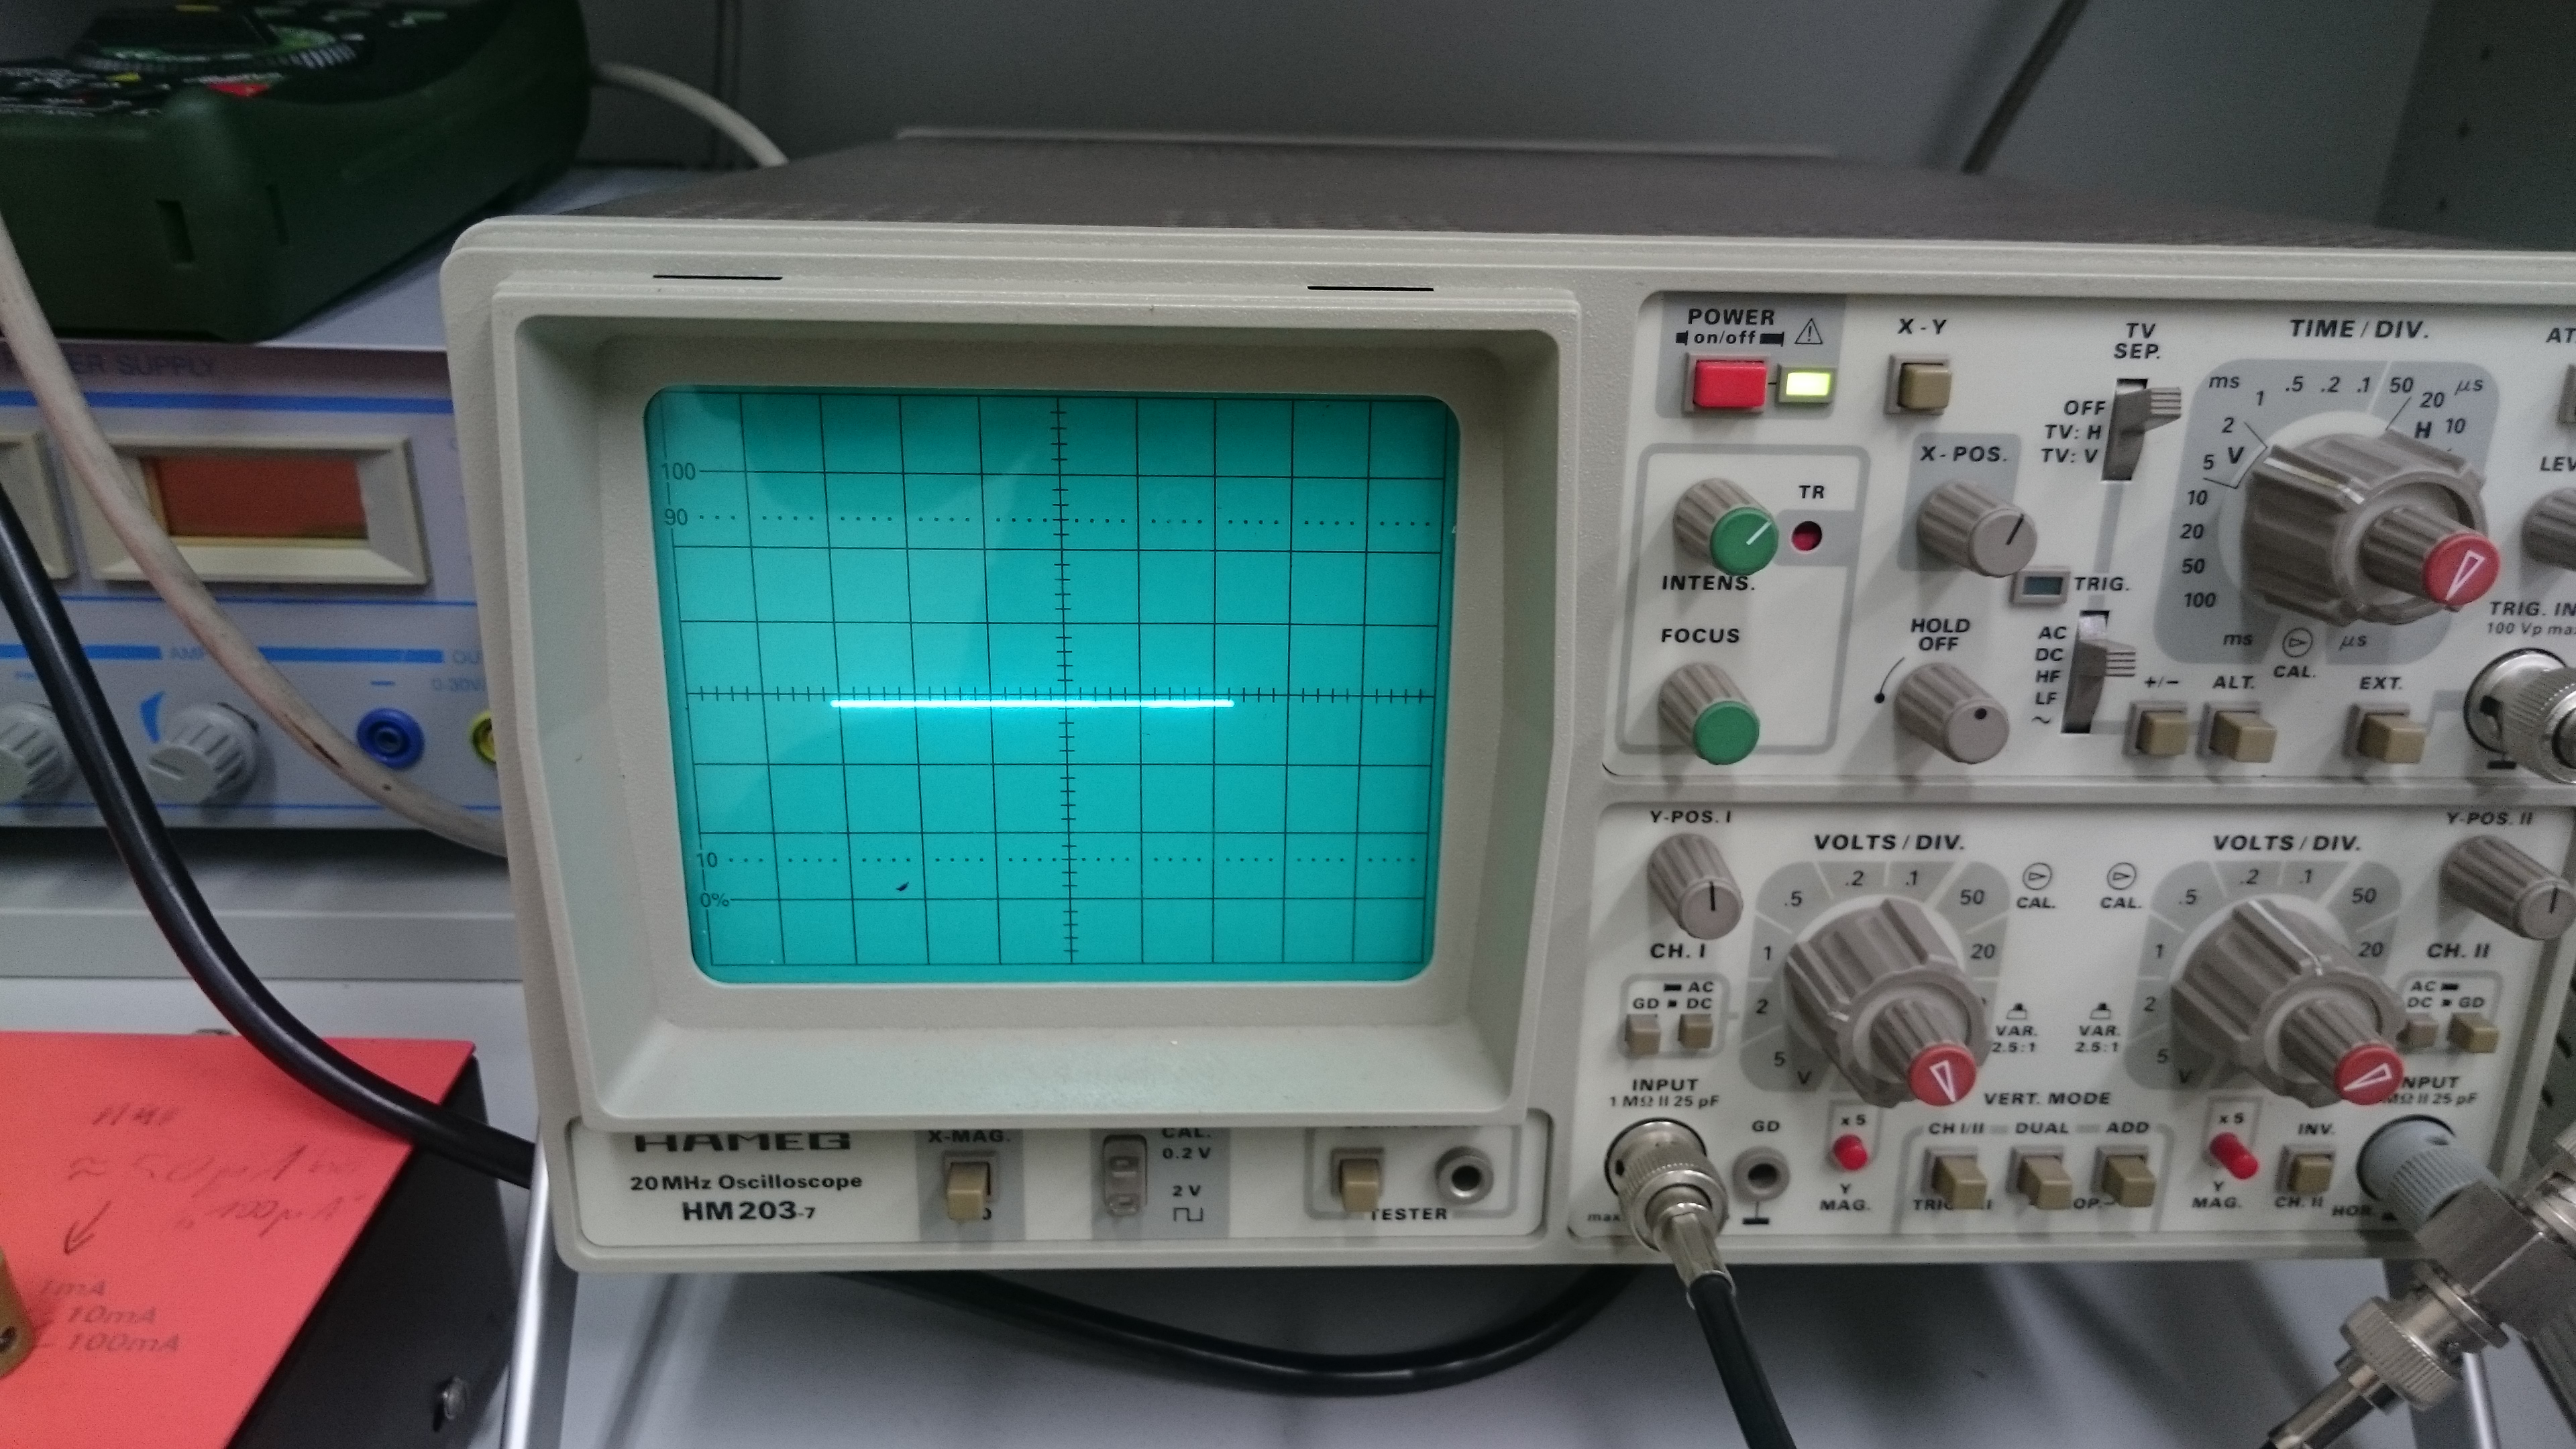 POWER SUPPLY
100
90
10
0%
HAMEG
20MHz Oscilloscope
HM203-7
X-MAG.
CAL.
0.2 V
2 V
TESTER
POWER
on/off
X-Y
TV
SEP.
OFF
TV: H
TV: V
TIME/DIV.
ms 1 .5 .2 .1 50 µs
2 20
5 V H 10
10
20
50
100
ms µs
CAL.
X-POS.
TR
INTENS.
FOCUS
HOLD
OFF
TRIG.
AC
DC
HF
LF
~
+/−
ALT.
EXT.
TRIG. IN
100 Vp max
Y-POS. I
VOLTS/DIV.
.5 .2 .1 50
1 20
2
5 V
CAL.
CH. I
AC
GD DC
VAR.
2.5:1
INPUT
1 MΩ II 25 pF
GD
x 5
Y
MAG.
VERT. MODE
CH I/II DUAL ADD
Y-POS. II
VOLTS/DIV.
.5 .2 .1 50
1 20
2
5 V
CAL.
CH. II
AC
DC GD
VAR.
2.5:1
x 5
Y
MAG.
INV.
CH. II
HOR.
1mA
10mA
100mA